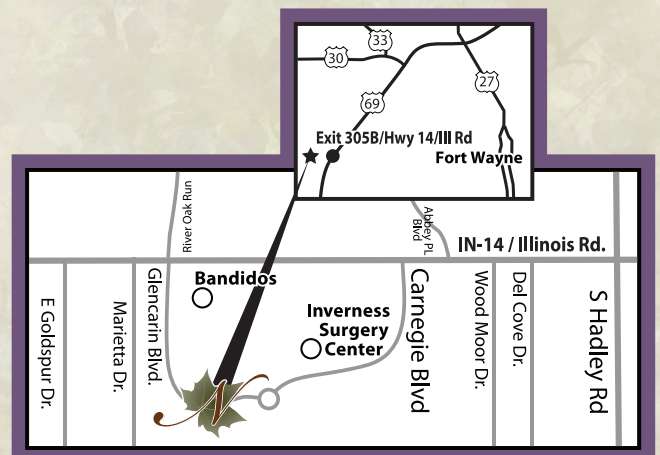 33
30
27
69
Exit 305B/Hwy 14/Ill Rd
Fort Wayne
River Oak Run
Abbey PL
Blvd
IN-14 / Illinois Rd.
E Goldspur Dr.
Marietta Dr.
Glencarin Blvd.
Bandidos
Inverness
Surgery
Center
Carnegie Blvd
Wood Moor Dr.
Del Cove Dr.
S Hadley Rd
N